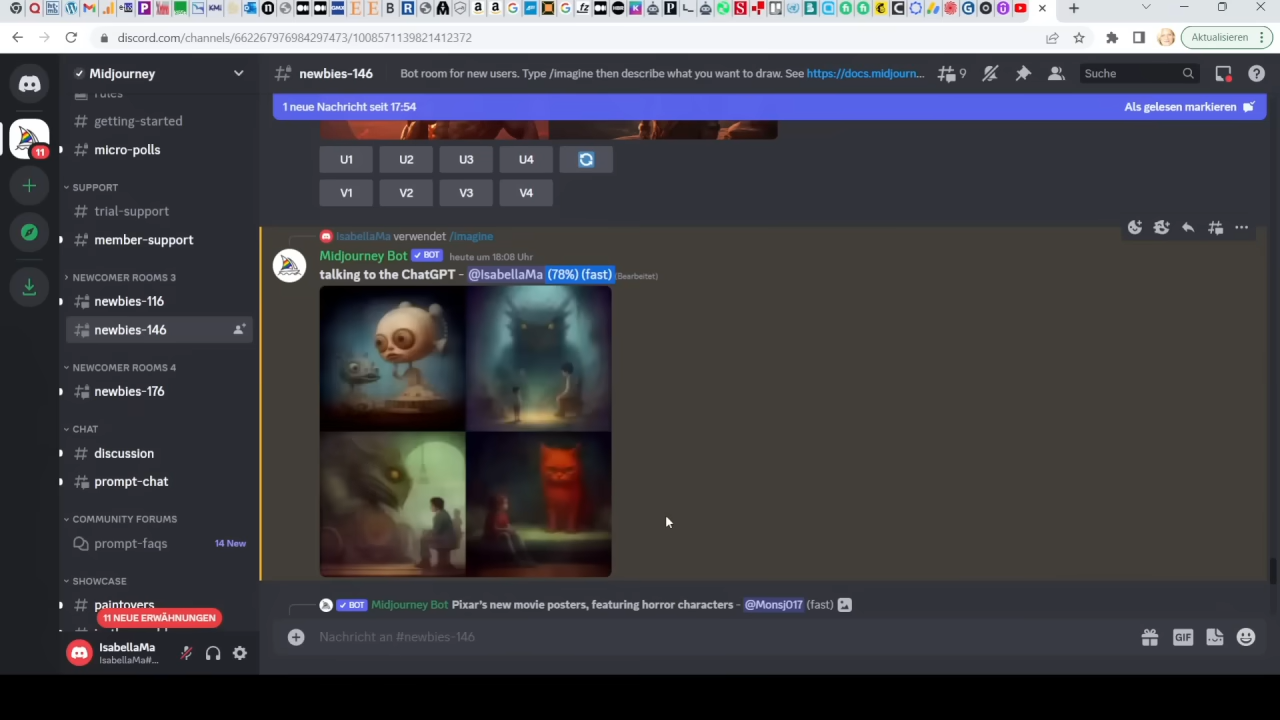 discord.com/channels/662267976984297473/1008571139821412372
Aktualisieren
Midjourney
rules
getting-started
micro-polls
SUPPORT
trial-support
member-support
NEWCOMER ROOMS 3
newbies-116
newbies-146
NEWCOMER ROOMS 4
newbies-176
CHAT
discussion
prompt-chat
COMMUNITY FORUMS
prompt-faqs 14 New
SHOWCASE
paintovers
11 NEUE ERWÄHNUNGEN
11
IsabellaMa
IsabellaMa#...
newbies-146 Bot room for new users. Type /imagine then describe what you want to draw. See https://docs.midjourn... 9 Suche
1 neue Nachricht seit 17:54 Als gelesen markieren
U1 U2 U3 U4
V1 V2 V3 V4
IsabellaMa verwendet /imagine
Midjourney Bot ✓ BOT heute um 18:08 Uhr
talking to the ChatGPT - @IsabellaMa (78%) (fast) (Bearbeitet)
✓ BOT Midjourney Bot Pixar's new movie posters, featuring horror characters - @Monsj017 (fast)
Nachricht an #newbies-146
GIF